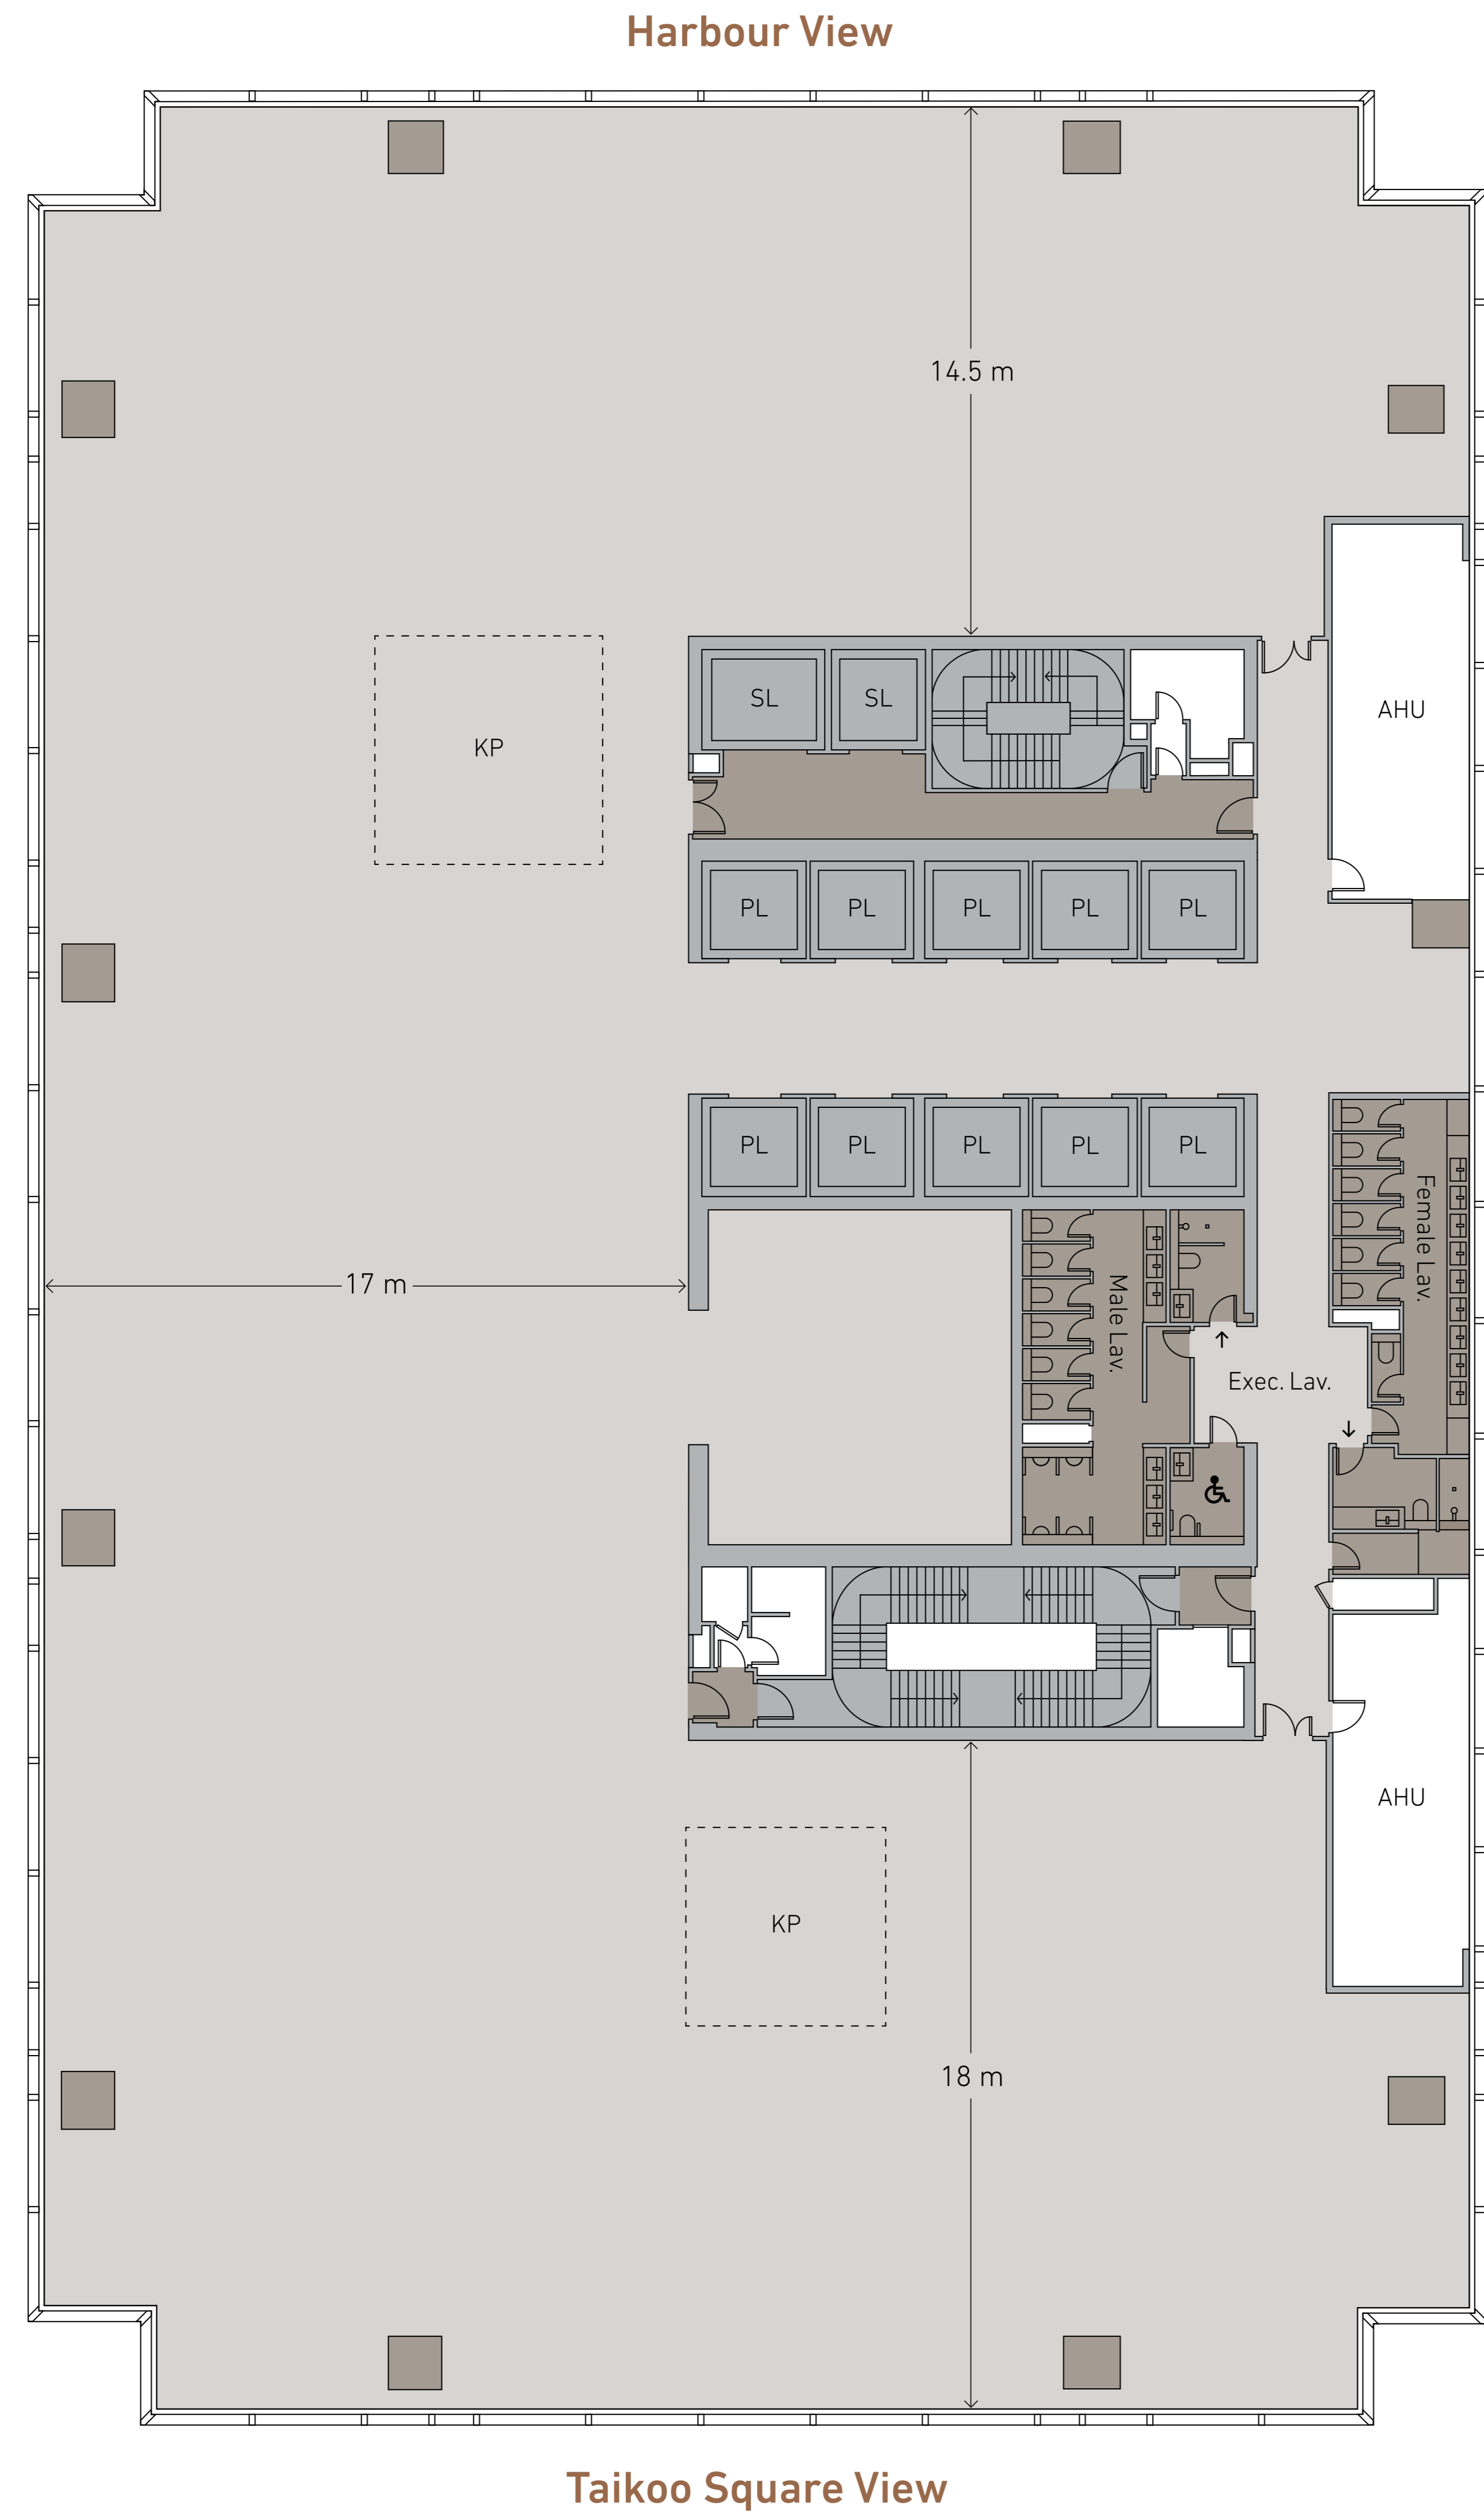 Harbour View
14.5 m
SL
SL
AHU
KP
PL
PL
PL
PL
PL
PL
PL
PL
PL
PL
Female Lav.
17 m
Male Lav.
Exec. Lav.
AHU
KP
18 m
Taikoo Square View